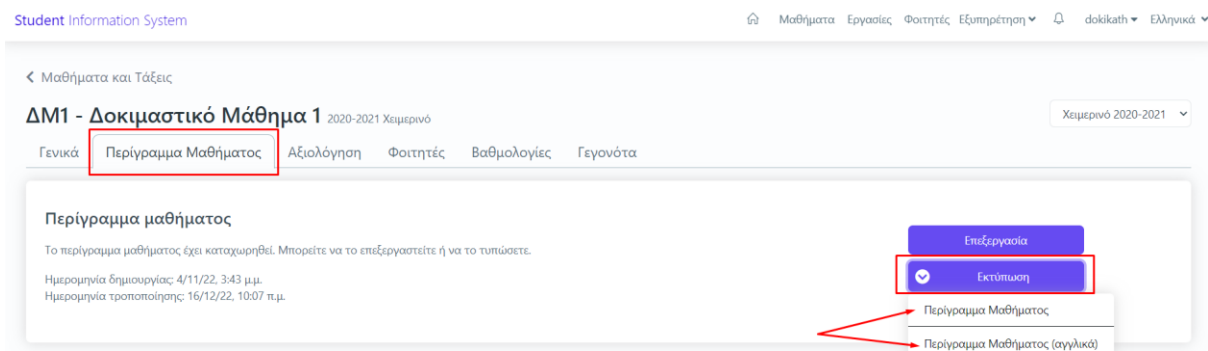 Student Information System
Μαθήματα Εργασίες Φοιτητές Εξυπηρέτηση dokikath Ελληνικά
Μαθήματα και Τάξεις
ΔΜ1 - Δοκιμαστικό Μάθημα 1 2020-2021 Χειμερινό
Χειμερινό 2020-2021
Γενικά Περίγραμμα Μαθήματος Αξιολόγηση Φοιτητές Βαθμολογίες Γεγονότα
Περίγραμμα μαθήματος
Το περίγραμμα μαθήματος έχει καταχωρηθεί. Μπορείτε να το επεξεργαστείτε ή να το τυπώσετε.
Ημερομηνία δημιουργίας: 4/11/22, 3:43 μ.μ.
Ημερομηνία τροποποίησης: 16/12/22, 10:07 π.μ.
Επεξεργασία
Εκτύπωση
Περίγραμμα Μαθήματος
Περίγραμμα Μαθήματος (αγγλικά)